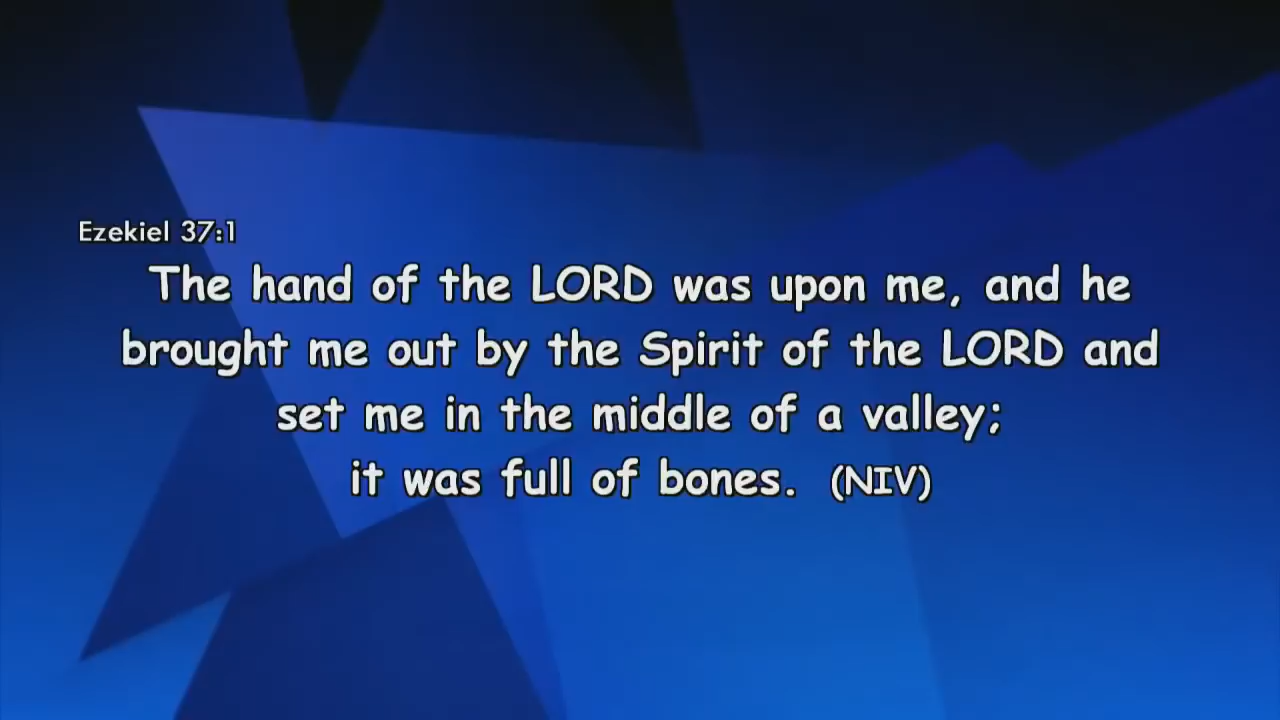 Ezekiel 37:1
The hand of the LORD was upon me, and he
brought me out by the Spirit of the LORD and
set me in the middle of a valley;
it was full of bones. (NIV)